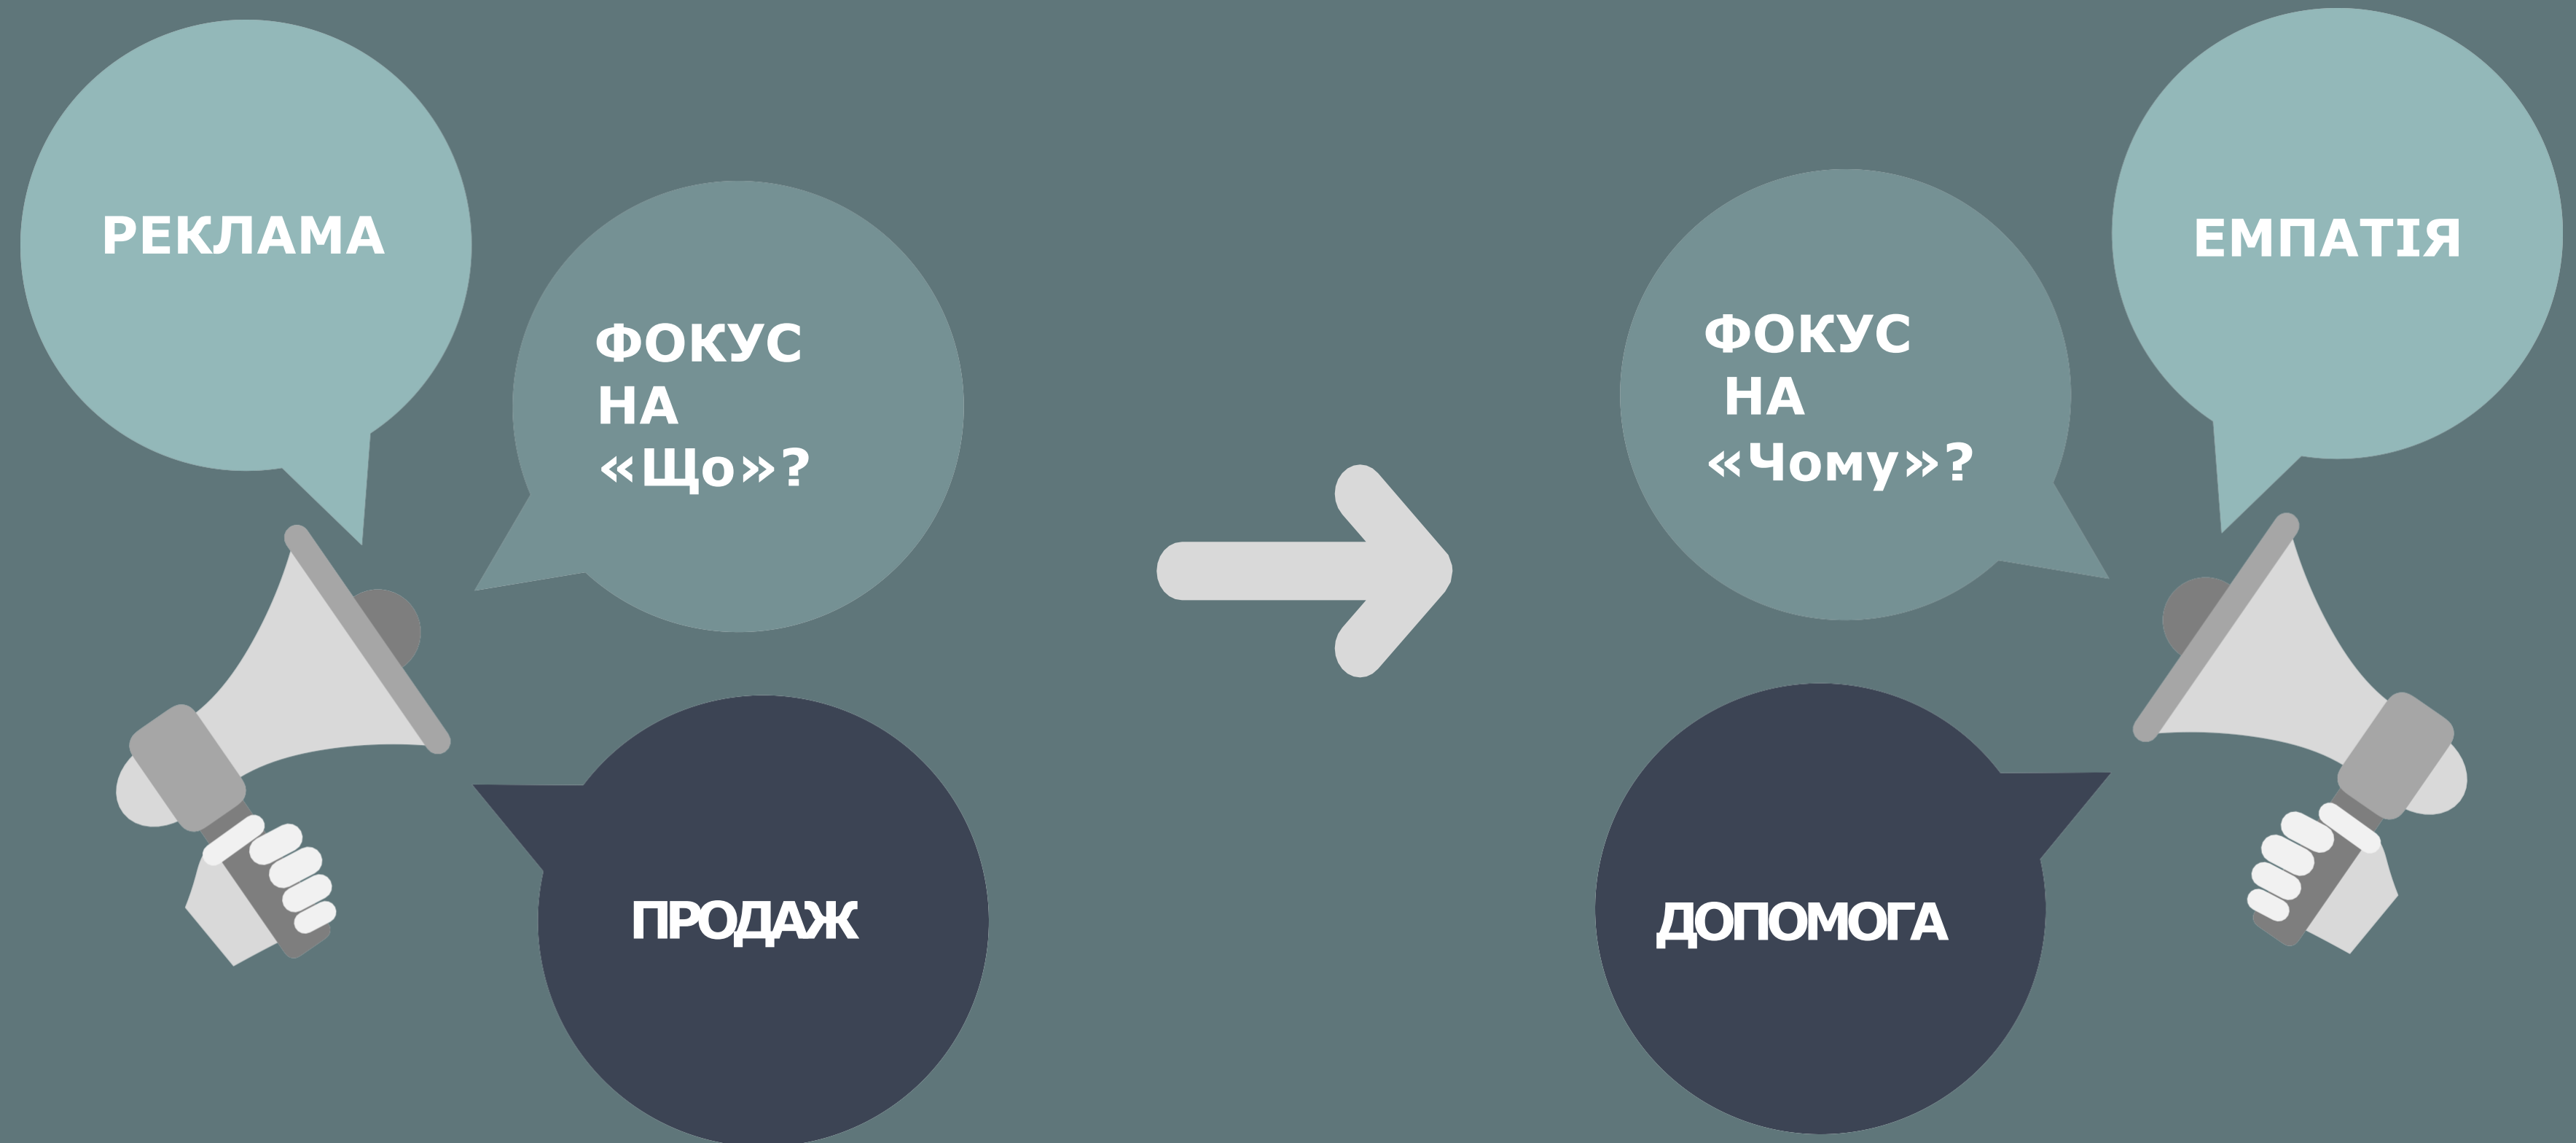 РЕКЛАМА
ФОКУС
НА
«Що»?
ПРОДАЖ
ЕМПАТІЯ
ФОКУС
НА
«Чому»?
ДОПОМОГА